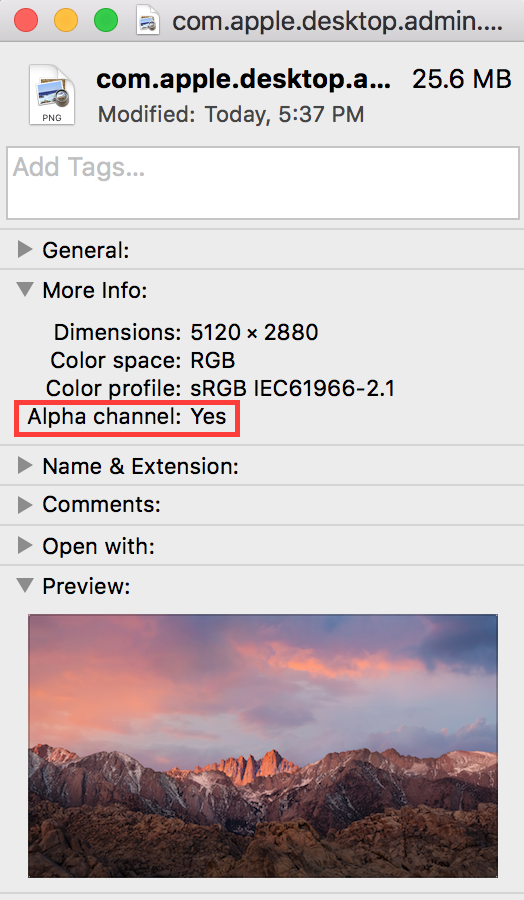 com.apple.desktop.admin....
com.apple.desktop.a... 25.6 MB
Modified: Today, 5:37 PM
PNG
Add Tags...
General:
More Info:
Dimensions: 5120 × 2880
Color space: RGB
Color profile: sRGB IEC61966-2.1
Alpha channel: Yes
Name & Extension:
Comments:
Open with:
Preview: